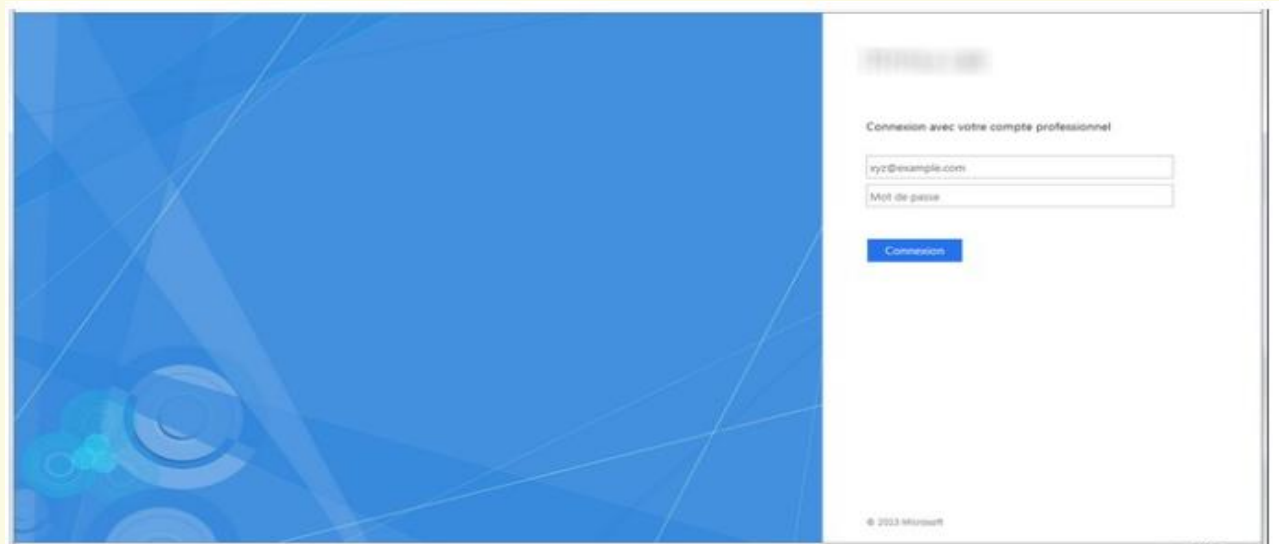 Connexion avec votre compte professionnel
xyz@example.com
Mot de passe
Connexion
© 2013 Microsoft